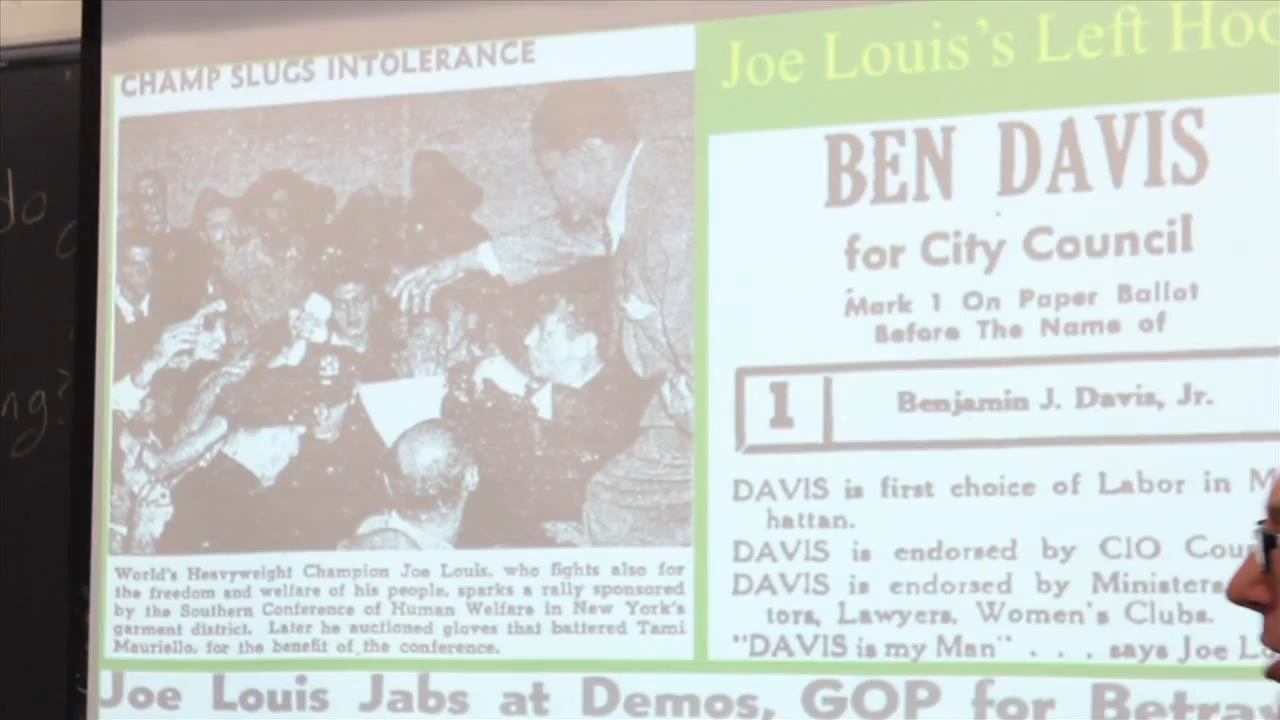 CHAMP SLUGS INTOLERANCE
World's Heavyweight Champion Joe Louis, who fights also for
the freedom and welfare of his people, sparks a rally sponsored
by the Southern Conference of Human Welfare in New York's
garment district. Later he auctioned gloves that battered Tami
Mauriello, for the benefit of the conference.
Joe Louis's Left Hoo
BEN DAVIS
for City Council
Mark 1 On Paper Ballot
Before The Name of
1 Benjamin J. Davis, Jr.
DAVIS is first choice of Labor in M
hattan.
DAVIS is endorsed by CIO Cou
DAVIS is endorsed by Ministers
tors, Lawyers, Women's Clubs.
"DAVIS is my Man" . . . says Joe Lo
Joe Louis Jabs at Demos, GOP for Betray
do
ng?